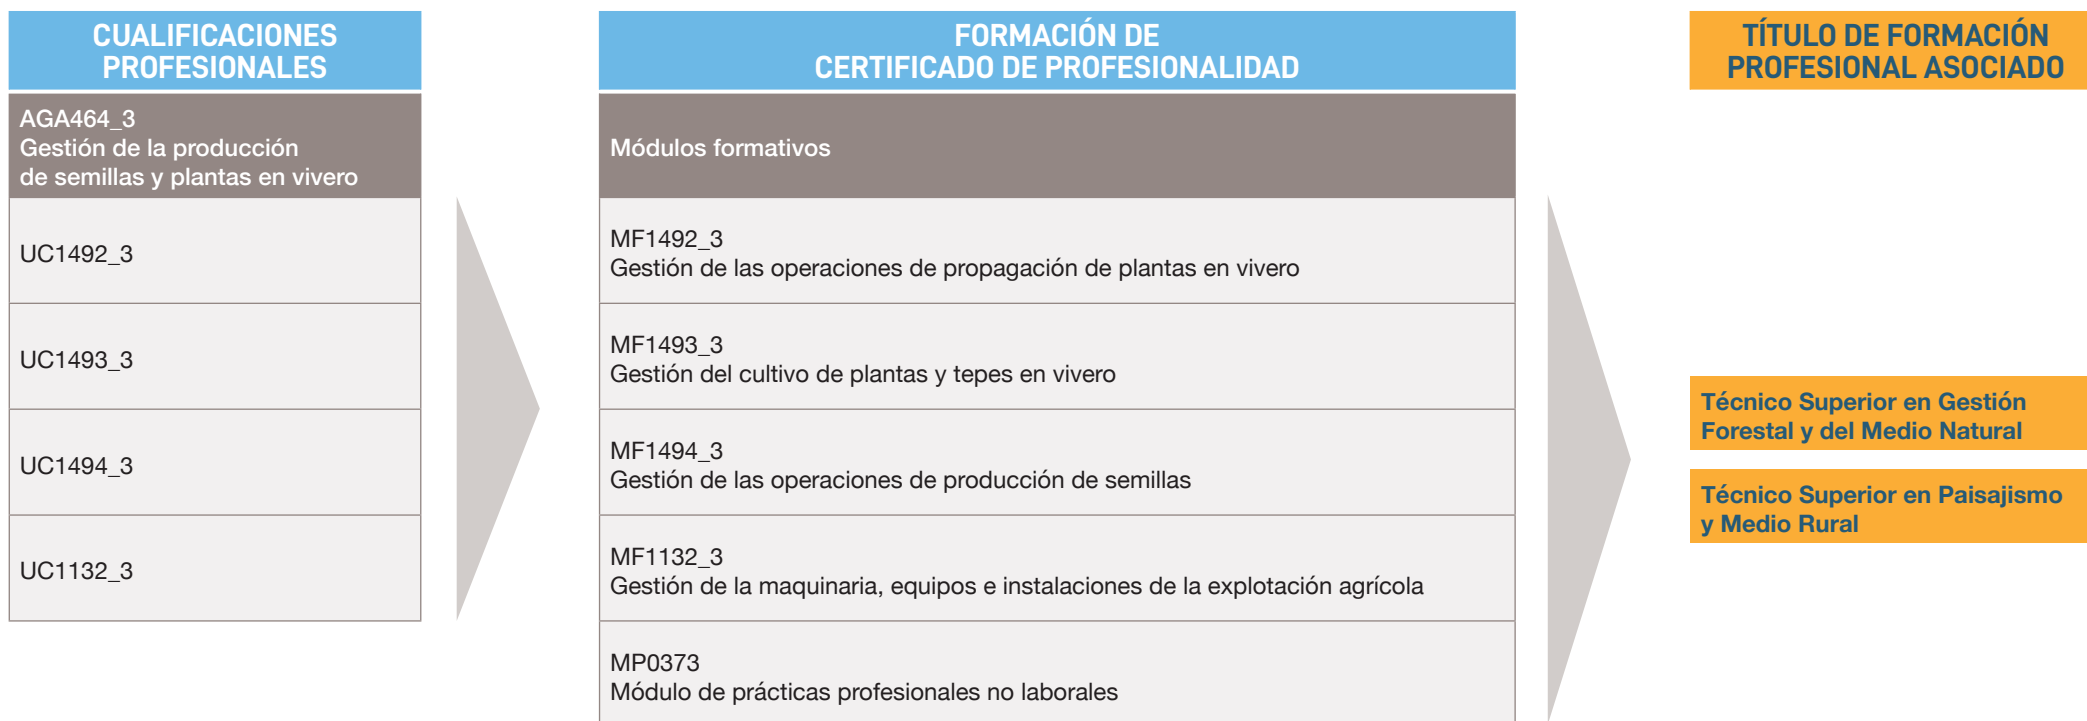 CUALIFICACIONES
PROFESIONALES
AGA464_3
Gestión de la producción
de semillas y plantas en vivero
UC1492_3
UC1493_3
UC1494_3
UC1132_3
FORMACIÓN DE
CERTIFICADO DE PROFESIONALIDAD
Módulos formativos
MF1492_3
Gestión de las operaciones de propagación de plantas en vivero
MF1493_3
Gestión del cultivo de plantas y tepes en vivero
MF1494_3
Gestión de las operaciones de producción de semillas
MF1132_3
Gestión de la maquinaria, equipos e instalaciones de la explotación agrícola
MP0373
Módulo de prácticas profesionales no laborales
TÍTULO DE FORMACIÓN
PROFESIONAL ASOCIADO
Técnico Superior en Gestión
Forestal y del Medio Natural
Técnico Superior en Paisajismo
y Medio Rural